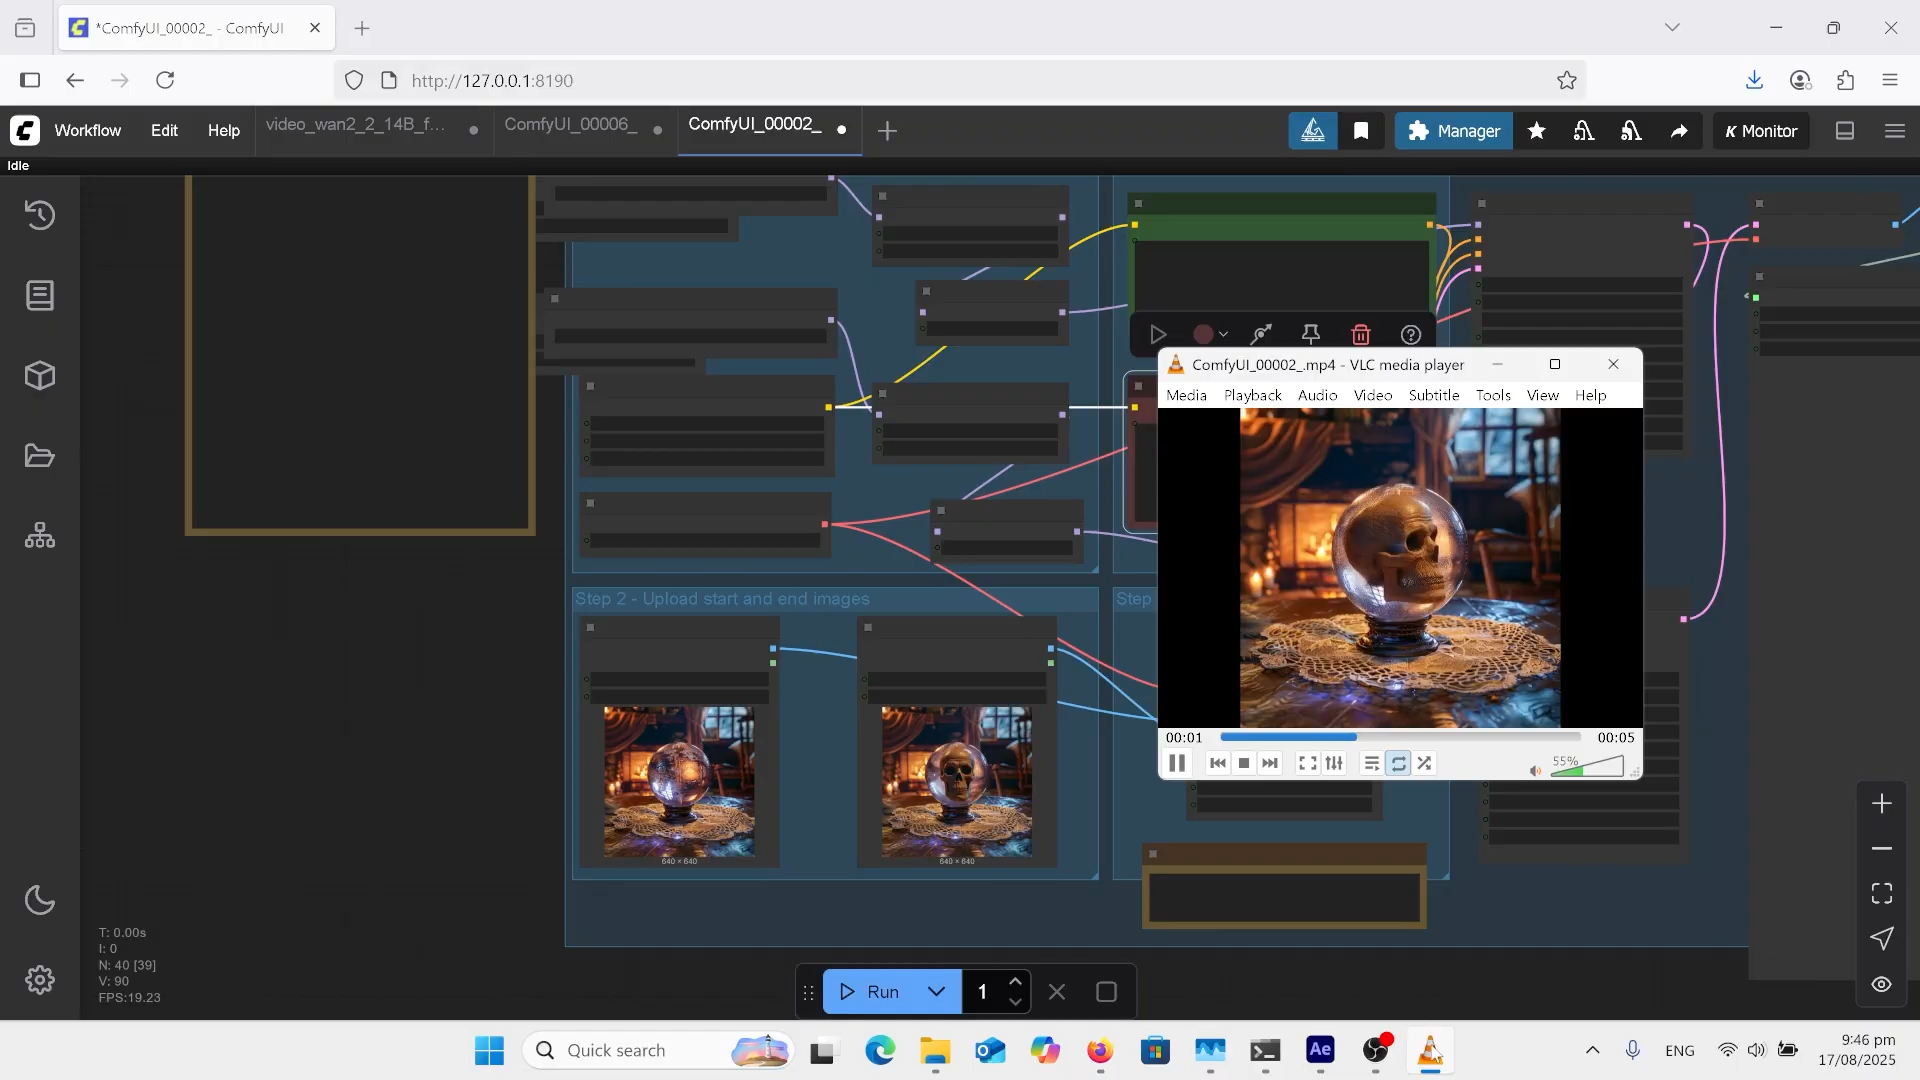 *ComfyUI_00002_ - ComfyUI
http://127.0.0.1:8190
Workflow
Edit
Help
video_wan2_2_14B_f...
ComfyUI_00006_
ComfyUI_00002_
Manager
K Monitor
Idle
ComfyUI_00002_.mp4 - VLC media player
Media
Playback
Audio
Video
Subtitle
Tools
View
Help
00:01
00:05
55%
Step 2 - Upload start and end images
Step
640 × 640
640 × 640
T: 0.00s
I: 0
N: 40 [39]
V: 90
FPS:19.23
Run
1
Quick search
Ae
ENG
9:46 pm
17/08/2025